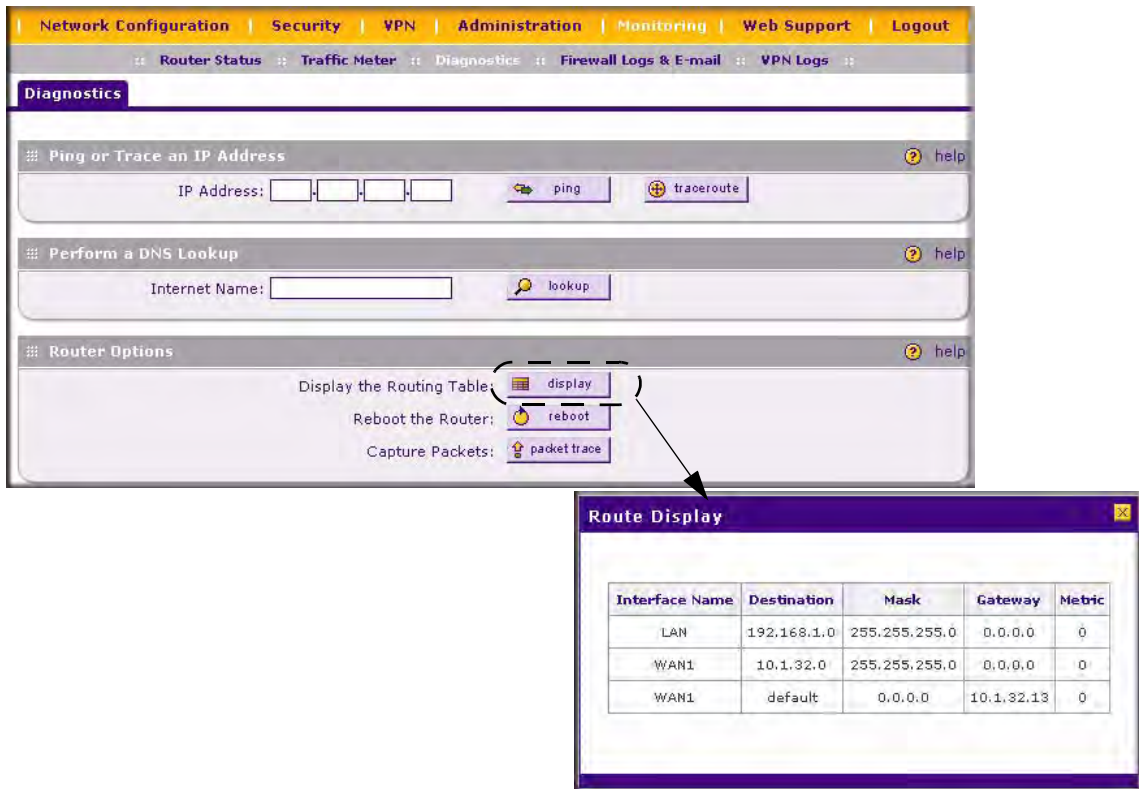 Network Configuration | Security | VPN | Administration | Monitoring | Web Support | Logout
:: Router Status :: Traffic Meter :: Diagnostics :: Firewall Logs & E-mail :: VPN Logs ::
Diagnostics
Ping or Trace an IP Address help
IP Address: . . . ping traceroute
Perform a DNS Lookup help
Internet Name: lookup
Router Options help
Display the Routing Table: display
Reboot the Router: reboot
Capture Packets: packet trace
Route Display
Interface Name Destination Mask Gateway Metric
LAN 192.168.1.0 255.255.255.0 0.0.0.0 0
WAN1 10.1.32.0 255.255.255.0 0.0.0.0 0
WAN1 default 0.0.0.0 10.1.32.13 0